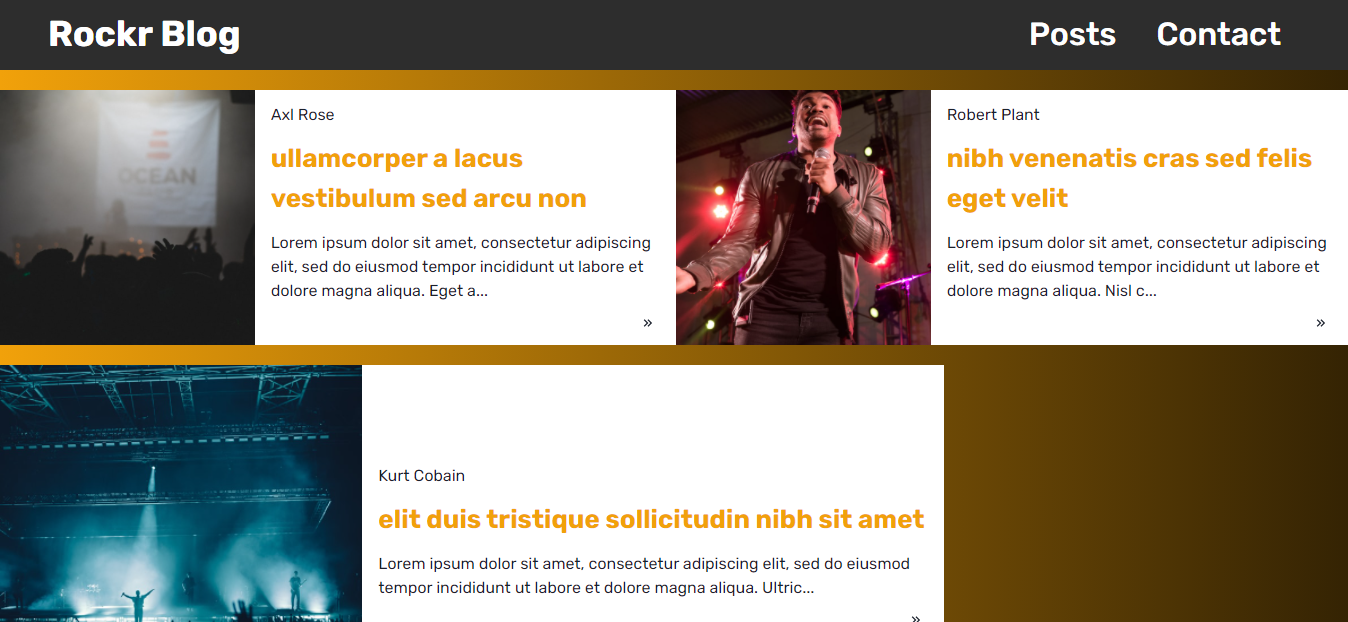 Rockr Blog
Posts
Contact
OCEAN
Axl Rose
ullamcorper a lacus
vestibulum sed arcu non
Lorem ipsum dolor sit amet, consectetur adipiscing
elit, sed do eiusmod tempor incididunt ut labore et
dolore magna aliqua. Eget a...
»
Robert Plant
nibh venenatis cras sed felis
eget velit
Lorem ipsum dolor sit amet, consectetur adipiscing
elit, sed do eiusmod tempor incididunt ut labore et
dolore magna aliqua. Nisl c...
»
Kurt Cobain
elit duis tristique sollicitudin nibh sit amet
Lorem ipsum dolor sit amet, consectetur adipiscing elit, sed do eiusmod
tempor incididunt ut labore et dolore magna aliqua. Ultric...
»